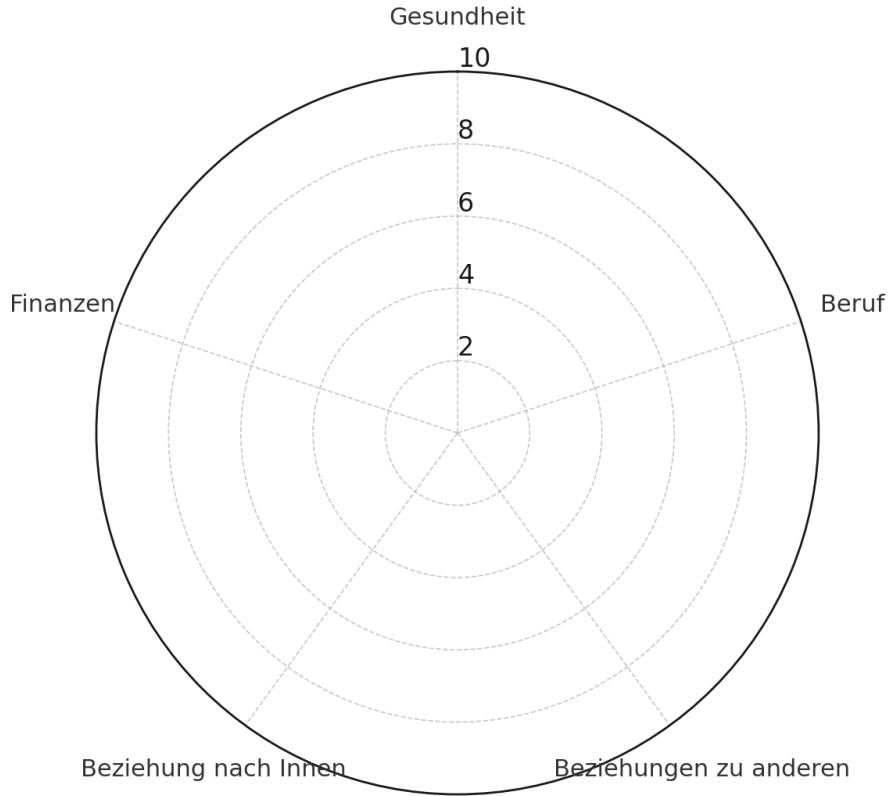 Gesundheit
10
8
6
4
2
Finanzen
Beruf
Beziehung nach Innen
Beziehungen zu anderen